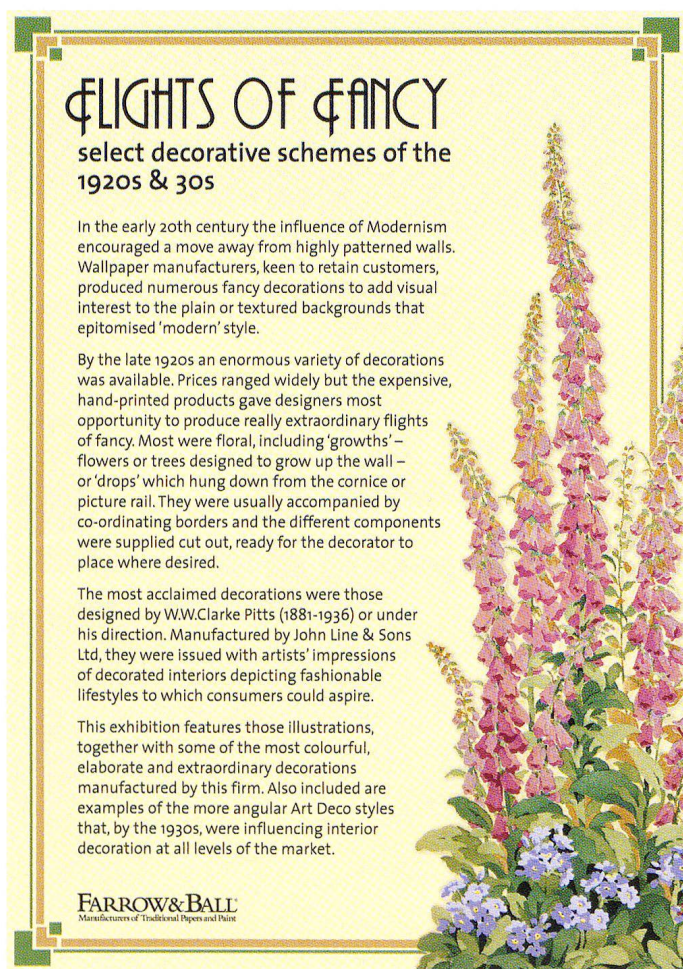 FLIGHTS OF FANCY
select decorative schemes of the
1920s & 30s
In the early 20th century the influence of Modernism
encouraged a move away from highly patterned walls.
Wallpaper manufacturers, keen to retain customers,
produced numerous fancy decorations to add visual
interest to the plain or textured backgrounds that
epitomised 'modern' style.
By the late 1920s an enormous variety of decorations
was available. Prices ranged widely but the expensive,
hand-printed products gave designers most
opportunity to produce really extraordinary flights
of fancy. Most were floral, including 'growths' –
flowers or trees designed to grow up the wall –
or 'drops' which hung down from the cornice or
picture rail. They were usually accompanied by
co-ordinating borders and the different components
were supplied cut out, ready for the decorator to
place where desired.
The most acclaimed decorations were those
designed by W.W.Clarke Pitts (1881-1936) or under
his direction. Manufactured by John Line & Sons
Ltd, they were issued with artists' impressions
of decorated interiors depicting fashionable
lifestyles to which consumers could aspire.
This exhibition features those illustrations,
together with some of the most colourful,
elaborate and extraordinary decorations
manufactured by this firm. Also included are
examples of the more angular Art Deco styles
that, by the 1930s, were influencing interior
decoration at all levels of the market.
FARROW&BALL
Manufacturers of Traditional Papers and Paint